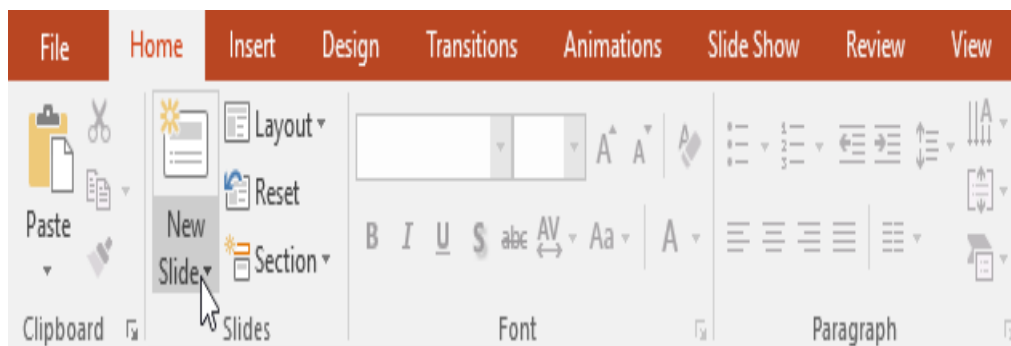 File Home Insert Design Transitions Animations Slide Show Review View
Layout
Reset
Paste
New
Slide
Section
B I U S abc AV Aa A
Clipboard Slides Font Paragraph